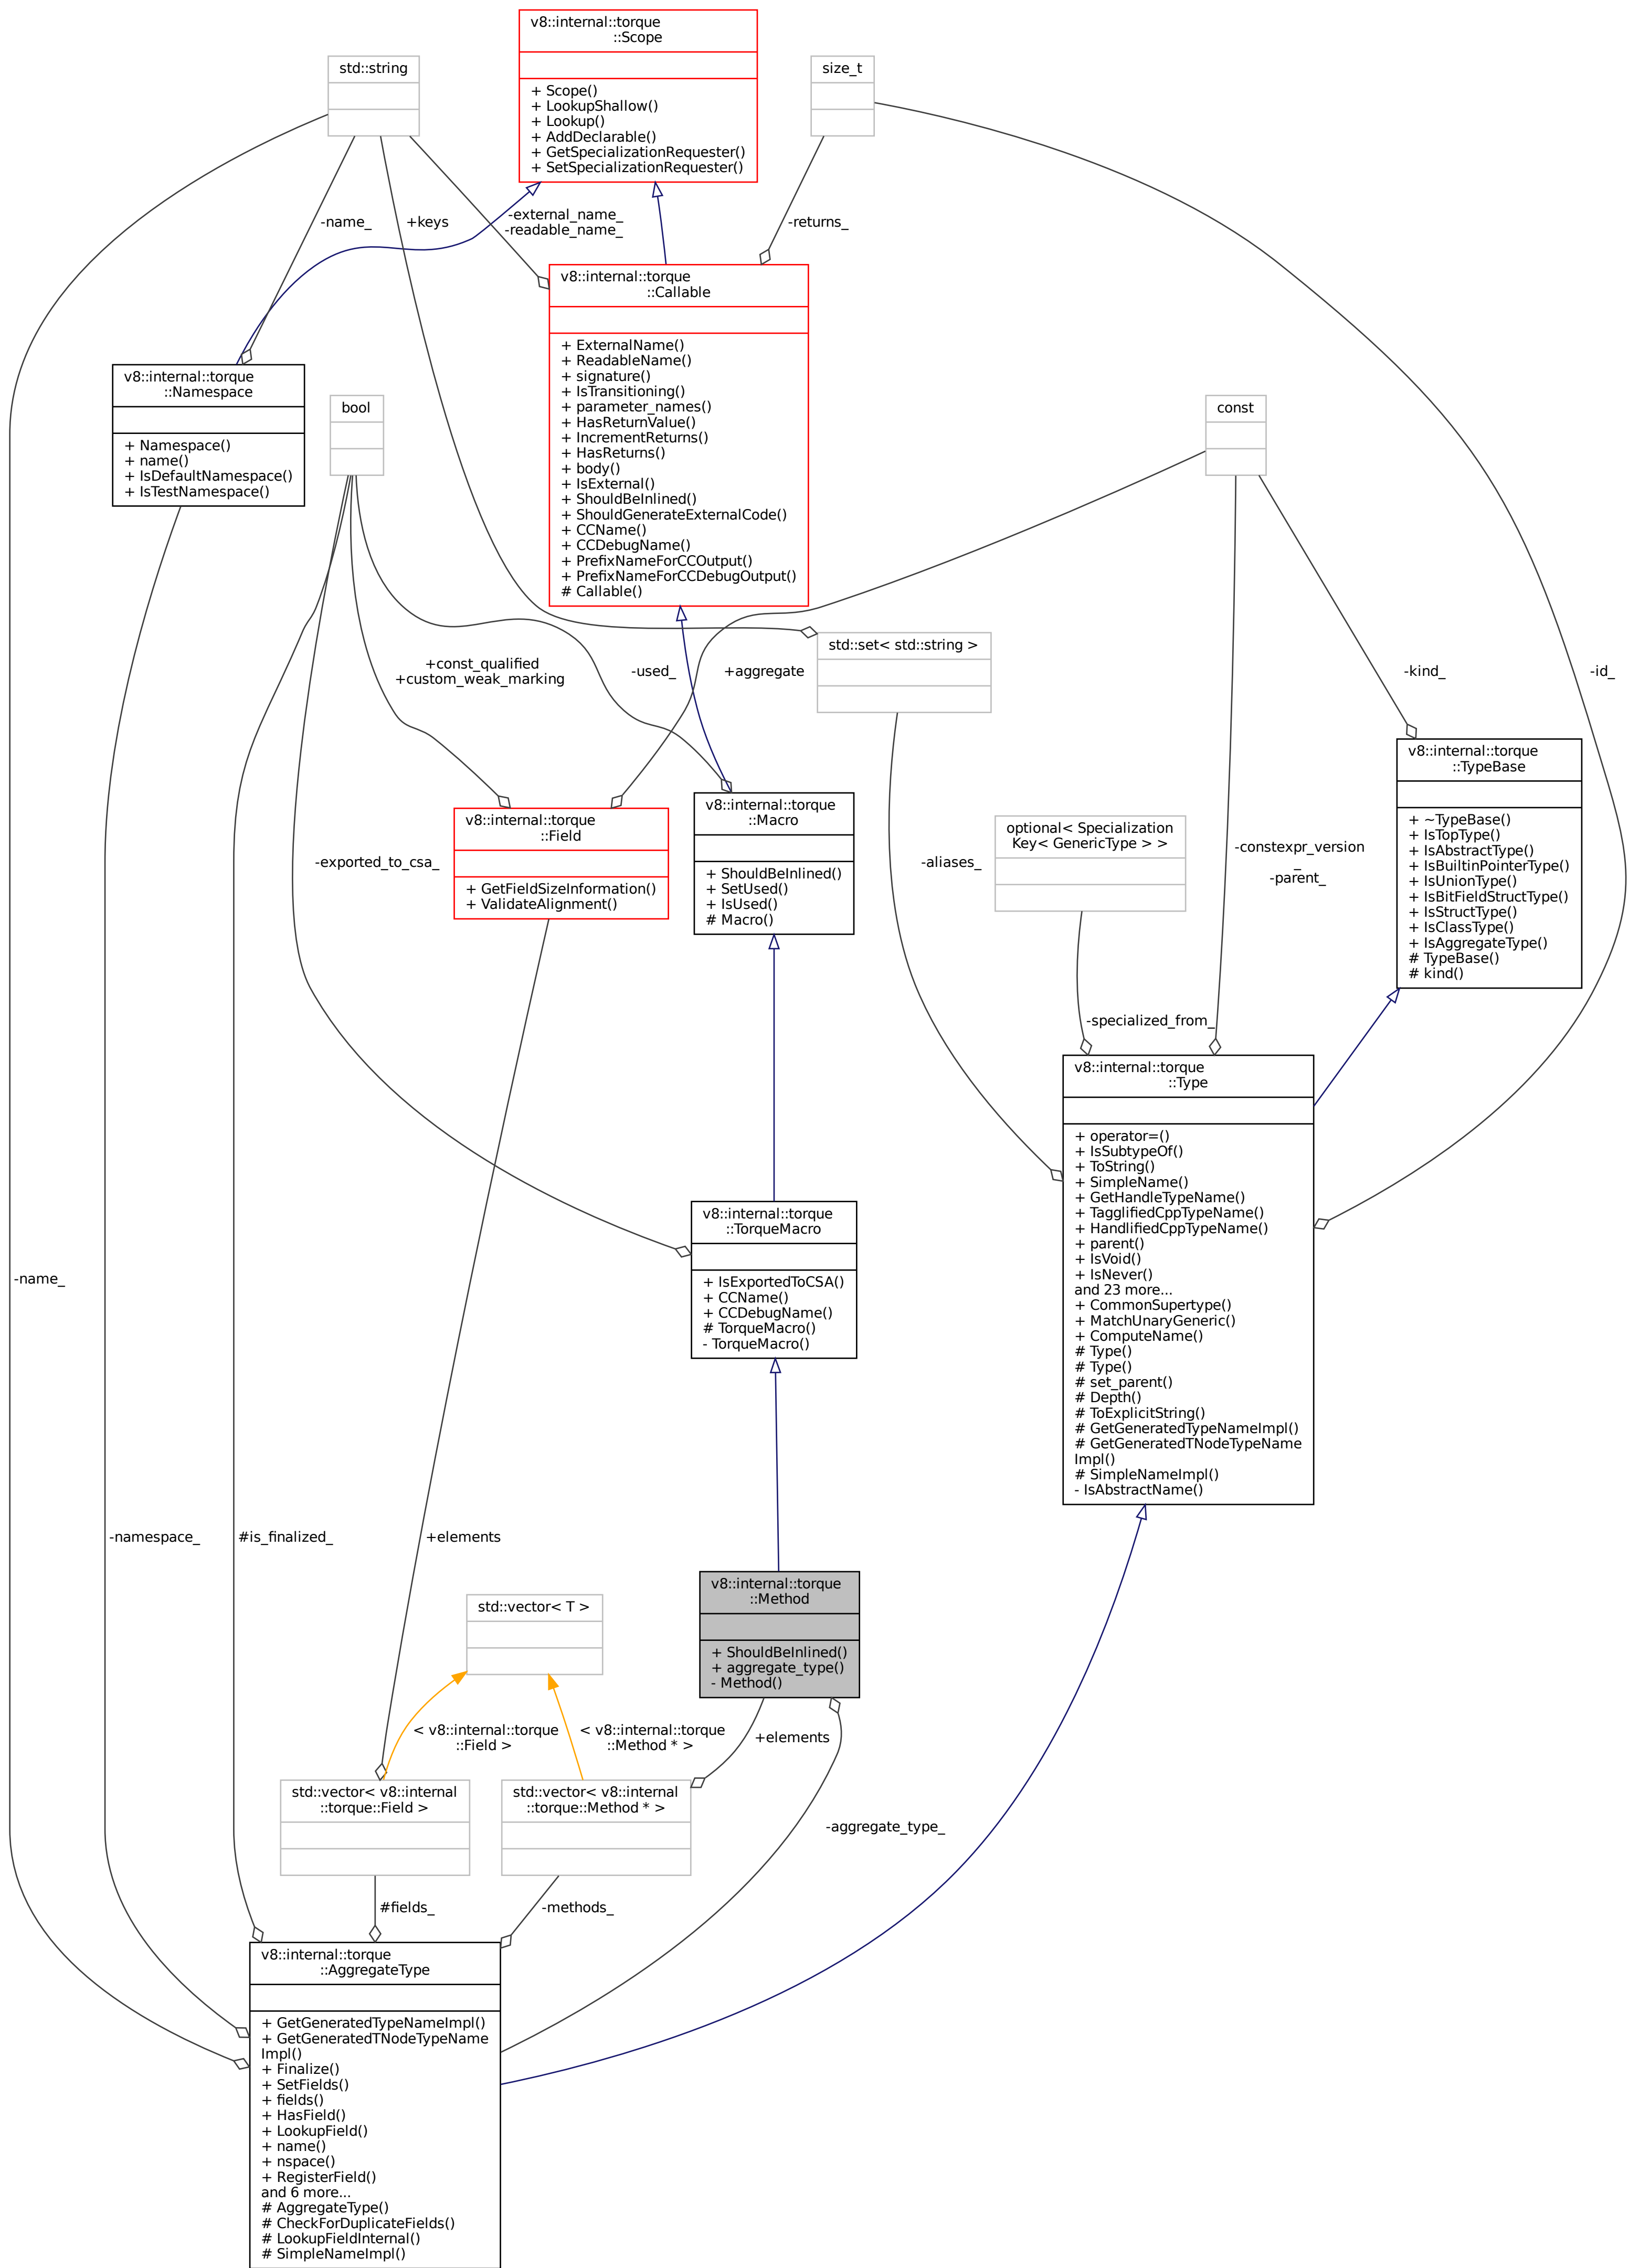 v8::internal::torque
::Scope
+ Scope()
+ LookupShallow()
+ Lookup()
+ AddDeclarable()
+ GetSpecializationRequester()
+ SetSpecializationRequester()
std::string
size_t
-name_
+keys
-external_name_
-readable_name_
-returns_
v8::internal::torque
::Callable
+ ExternalName()
+ ReadableName()
+ signature()
+ IsTransitioning()
+ parameter_names()
+ HasReturnValue()
+ IncrementReturns()
+ HasReturns()
+ body()
+ IsExternal()
+ ShouldBeInlined()
+ ShouldGenerateExternalCode()
+ CCName()
+ CCDebugName()
+ PrefixNameForCCOutput()
+ PrefixNameForCCDebugOutput()
# Callable()
v8::internal::torque
::Namespace
+ Namespace()
+ name()
+ IsDefaultNamespace()
+ IsTestNamespace()
bool
const
std::set< std::string >
+const_qualified
+custom_weak_marking
-used_
+aggregate
-kind_
-id_
v8::internal::torque
::TypeBase
+ ~TypeBase()
+ IsTopType()
+ IsAbstractType()
+ IsBuiltinPointerType()
+ IsUnionType()
+ IsBitFieldStructType()
+ IsStructType()
+ IsClassType()
+ IsAggregateType()
# TypeBase()
# kind()
v8::internal::torque
::Macro
+ ShouldBeInlined()
+ SetUsed()
+ IsUsed()
# Macro()
v8::internal::torque
::Field
+ GetFieldSizeInformation()
+ ValidateAlignment()
optional< Specialization
Key< GenericType > >
-exported_to_csa_
-aliases_
-constexpr_version
_
-parent_
-specialized_from_
v8::internal::torque
::Type
+ operator=()
+ IsSubtypeOf()
+ ToString()
+ SimpleName()
+ GetHandleTypeName()
+ TagglifiedCppTypeName()
+ HandlifiedCppTypeName()
+ parent()
+ IsVoid()
+ IsNever()
and 23 more...
+ CommonSupertype()
+ MatchUnaryGeneric()
+ ComputeName()
# Type()
# Type()
# set_parent()
# Depth()
# ToExplicitString()
# GetGeneratedTypeNameImpl()
# GetGeneratedTNodeTypeName
Impl()
# SimpleNameImpl()
- IsAbstractName()
v8::internal::torque
::TorqueMacro
+ IsExportedToCSA()
+ CCName()
+ CCDebugName()
# TorqueMacro()
- TorqueMacro()
-name_
-namespace_
#is_finalized_
+elements
v8::internal::torque
::Method
+ ShouldBeInlined()
+ aggregate_type()
- Method()
std::vector< T >
< v8::internal::torque
::Field >
< v8::internal::torque
::Method * >
+elements
std::vector< v8::internal
::torque::Field >
std::vector< v8::internal
::torque::Method * >
-aggregate_type_
#fields_
-methods_
v8::internal::torque
::AggregateType
+ GetGeneratedTypeNameImpl()
+ GetGeneratedTNodeTypeName
Impl()
+ Finalize()
+ SetFields()
+ fields()
+ HasField()
+ LookupField()
+ name()
+ nspace()
+ RegisterField()
and 6 more...
# AggregateType()
# CheckForDuplicateFields()
# LookupFieldInternal()
# SimpleNameImpl()